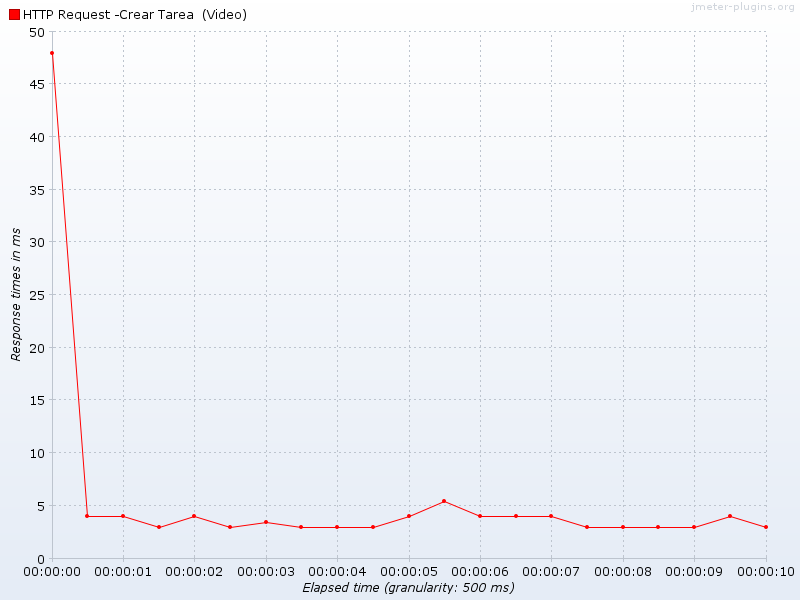 jmeter-plugins.org
HTTP Request -Crear Tarea  (Video)
50
45
40
35
30
25
20
15
10
5
0
Response times in ms
00:00:00 00:00:01 00:00:02 00:00:03 00:00:04 00:00:05 00:00:06 00:00:07 00:00:08 00:00:09 00:00:10
Elapsed time (granularity: 500 ms)